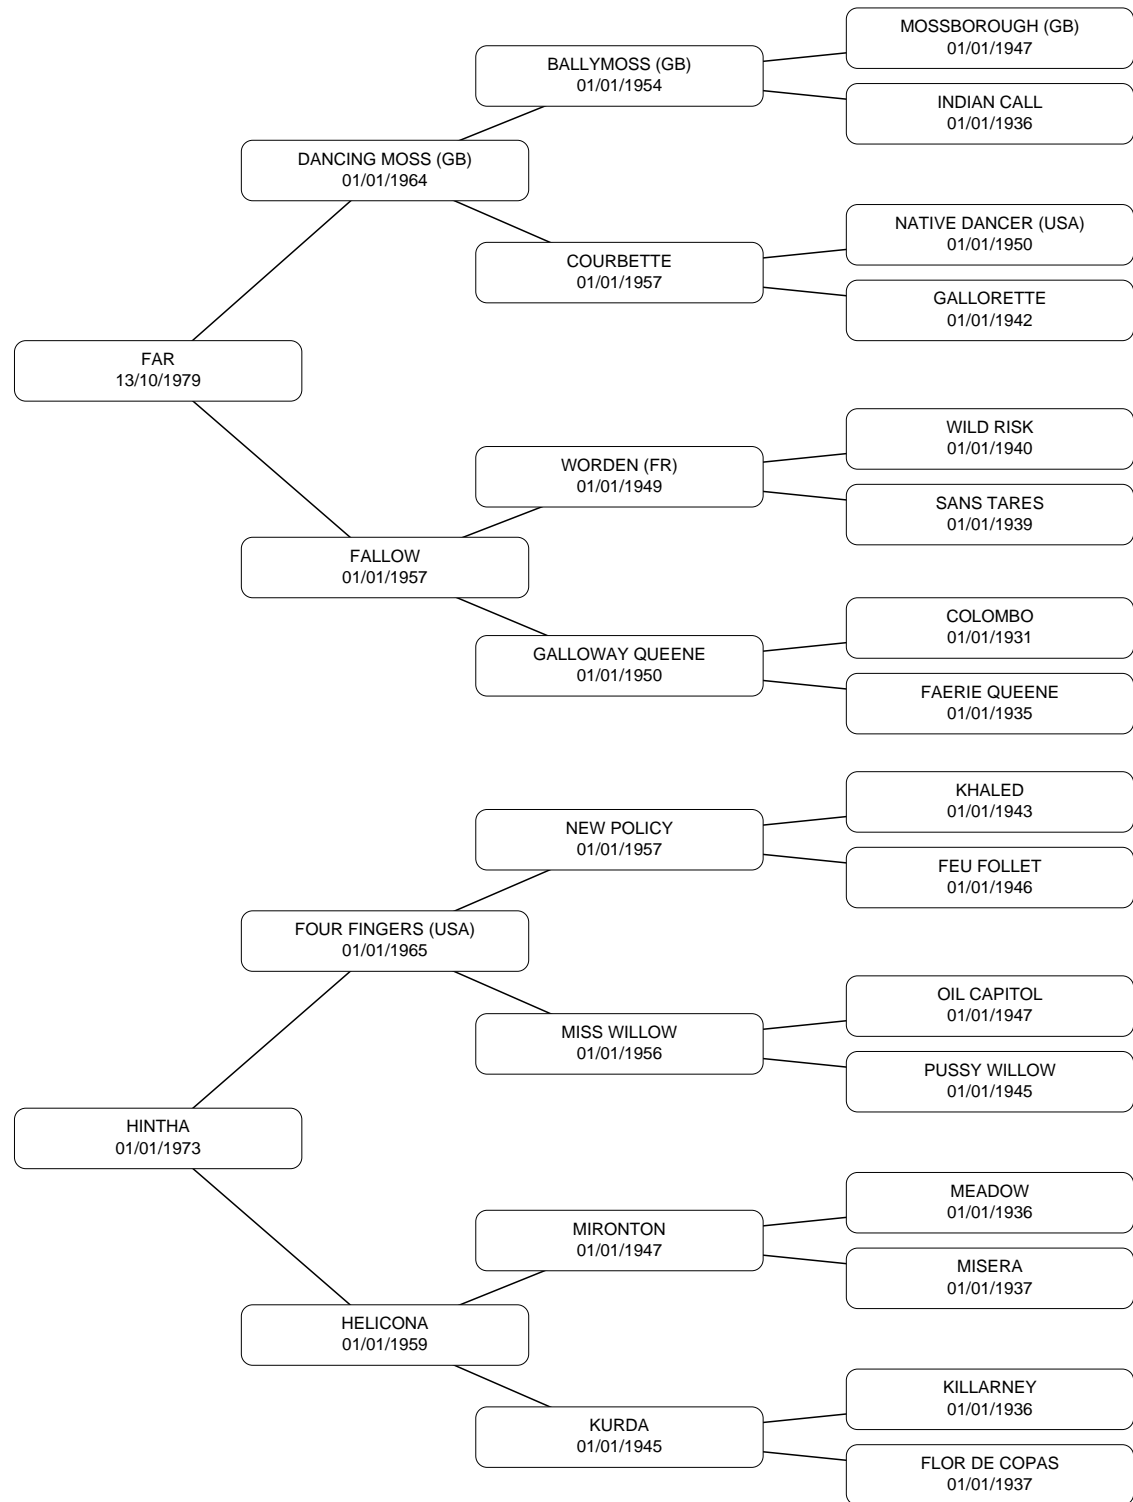 MOSSBOROUGH (GB)
01/01/1947
BALLYMOSS (GB)
01/01/1954
INDIAN CALL
01/01/1936
DANCING MOSS (GB)
01/01/1964
NATIVE DANCER (USA)
01/01/1950
COURBETTE
01/01/1957
GALLORETTE
01/01/1942
FAR
13/10/1979
WILD RISK
01/01/1940
WORDEN (FR)
01/01/1949
SANS TARES
01/01/1939
FALLOW
01/01/1957
COLOMBO
01/01/1931
GALLOWAY QUEENE
01/01/1950
FAERIE QUEENE
01/01/1935
KHALED
01/01/1943
NEW POLICY
01/01/1957
FEU FOLLET
01/01/1946
FOUR FINGERS (USA)
01/01/1965
OIL CAPITOL
01/01/1947
MISS WILLOW
01/01/1956
PUSSY WILLOW
01/01/1945
HINTHA
01/01/1973
MEADOW
01/01/1936
MIRONTON
01/01/1947
MISERA
01/01/1937
HELICONA
01/01/1959
KILLARNEY
01/01/1936
KURDA
01/01/1945
FLOR DE COPAS
01/01/1937